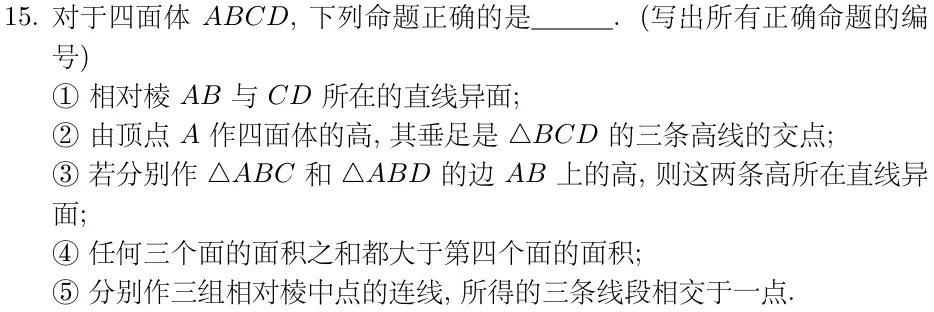 15. 对于四面体 ABCD, 下列命题正确的是______. (写出所有正确命题的编
号)
① 相对棱 AB 与 CD 所在的直线异面;
② 由顶点 A 作四面体的高, 其垂足是 △BCD 的三条高线的交点;
③ 若分别作 △ABC 和 △ABD 的边 AB 上的高, 则这两条高所在直线异
面;
④ 任何三个面的面积之和都大于第四个面的面积;
⑤ 分别作三组相对棱中点的连线, 所得的三条线段相交于一点.